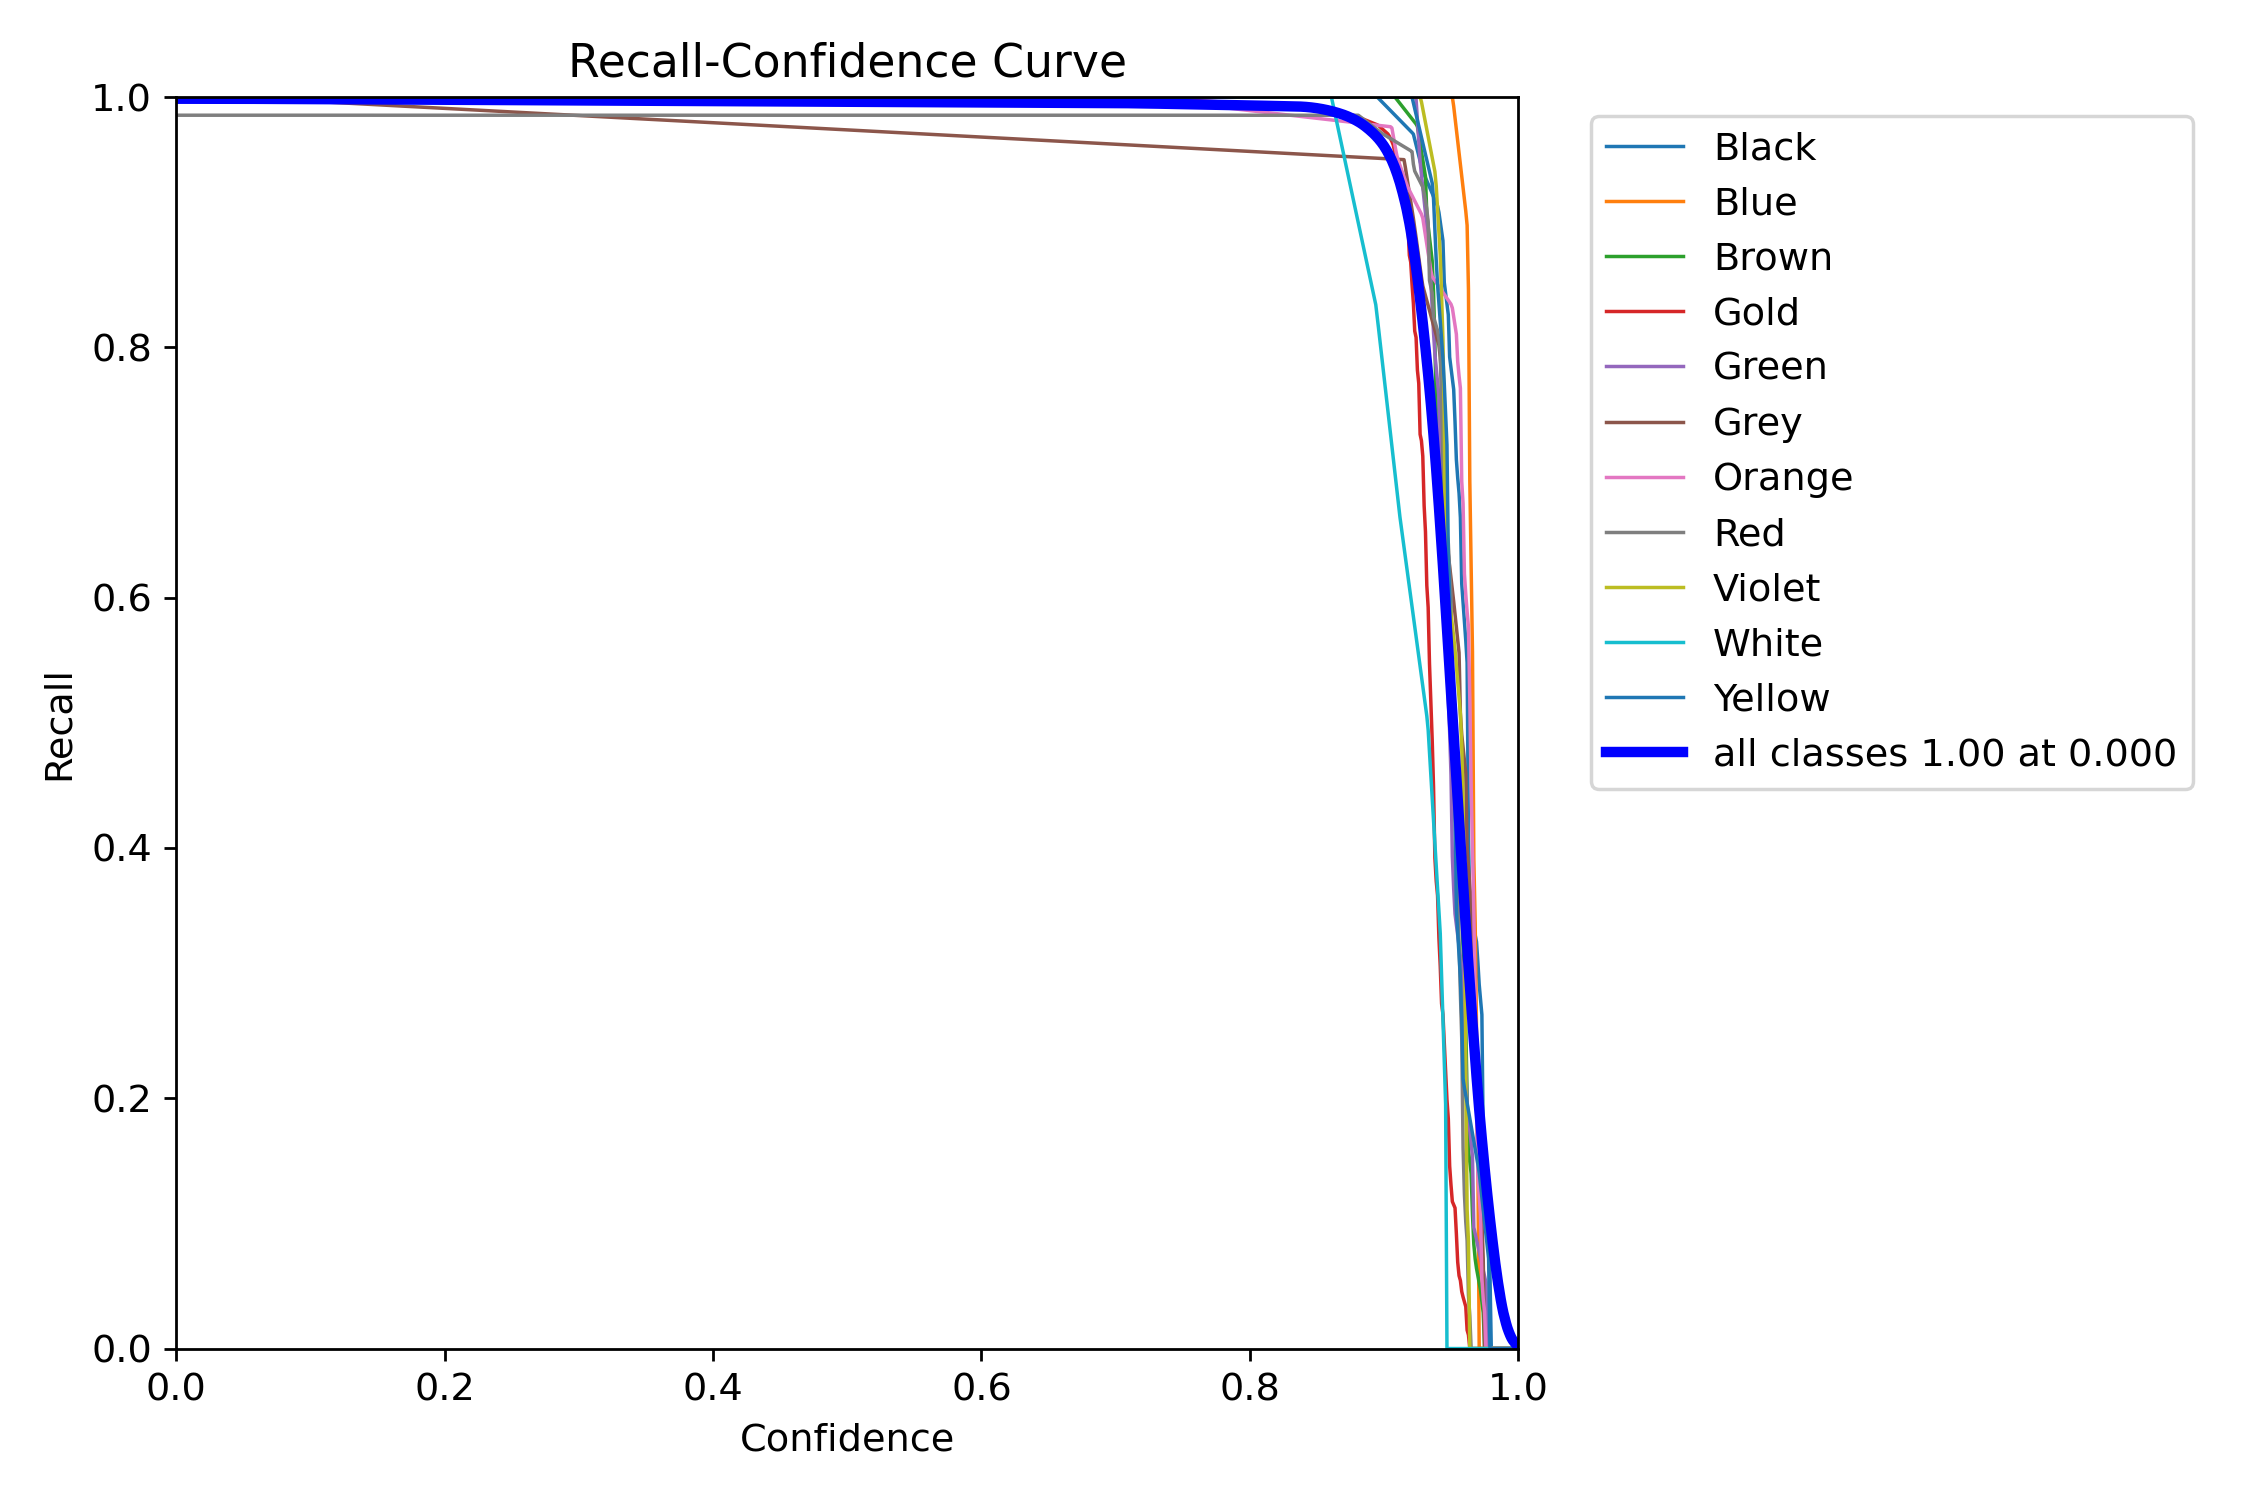 Recall-Confidence Curve
1.0
0.8
0.6
0.4
0.2
0.0
Recall
0.0 0.2 0.4 0.6 0.8 1.0
Confidence
Black
Blue
Brown
Gold
Green
Grey
Orange
Red
Violet
White
Yellow
all classes 1.00 at 0.000